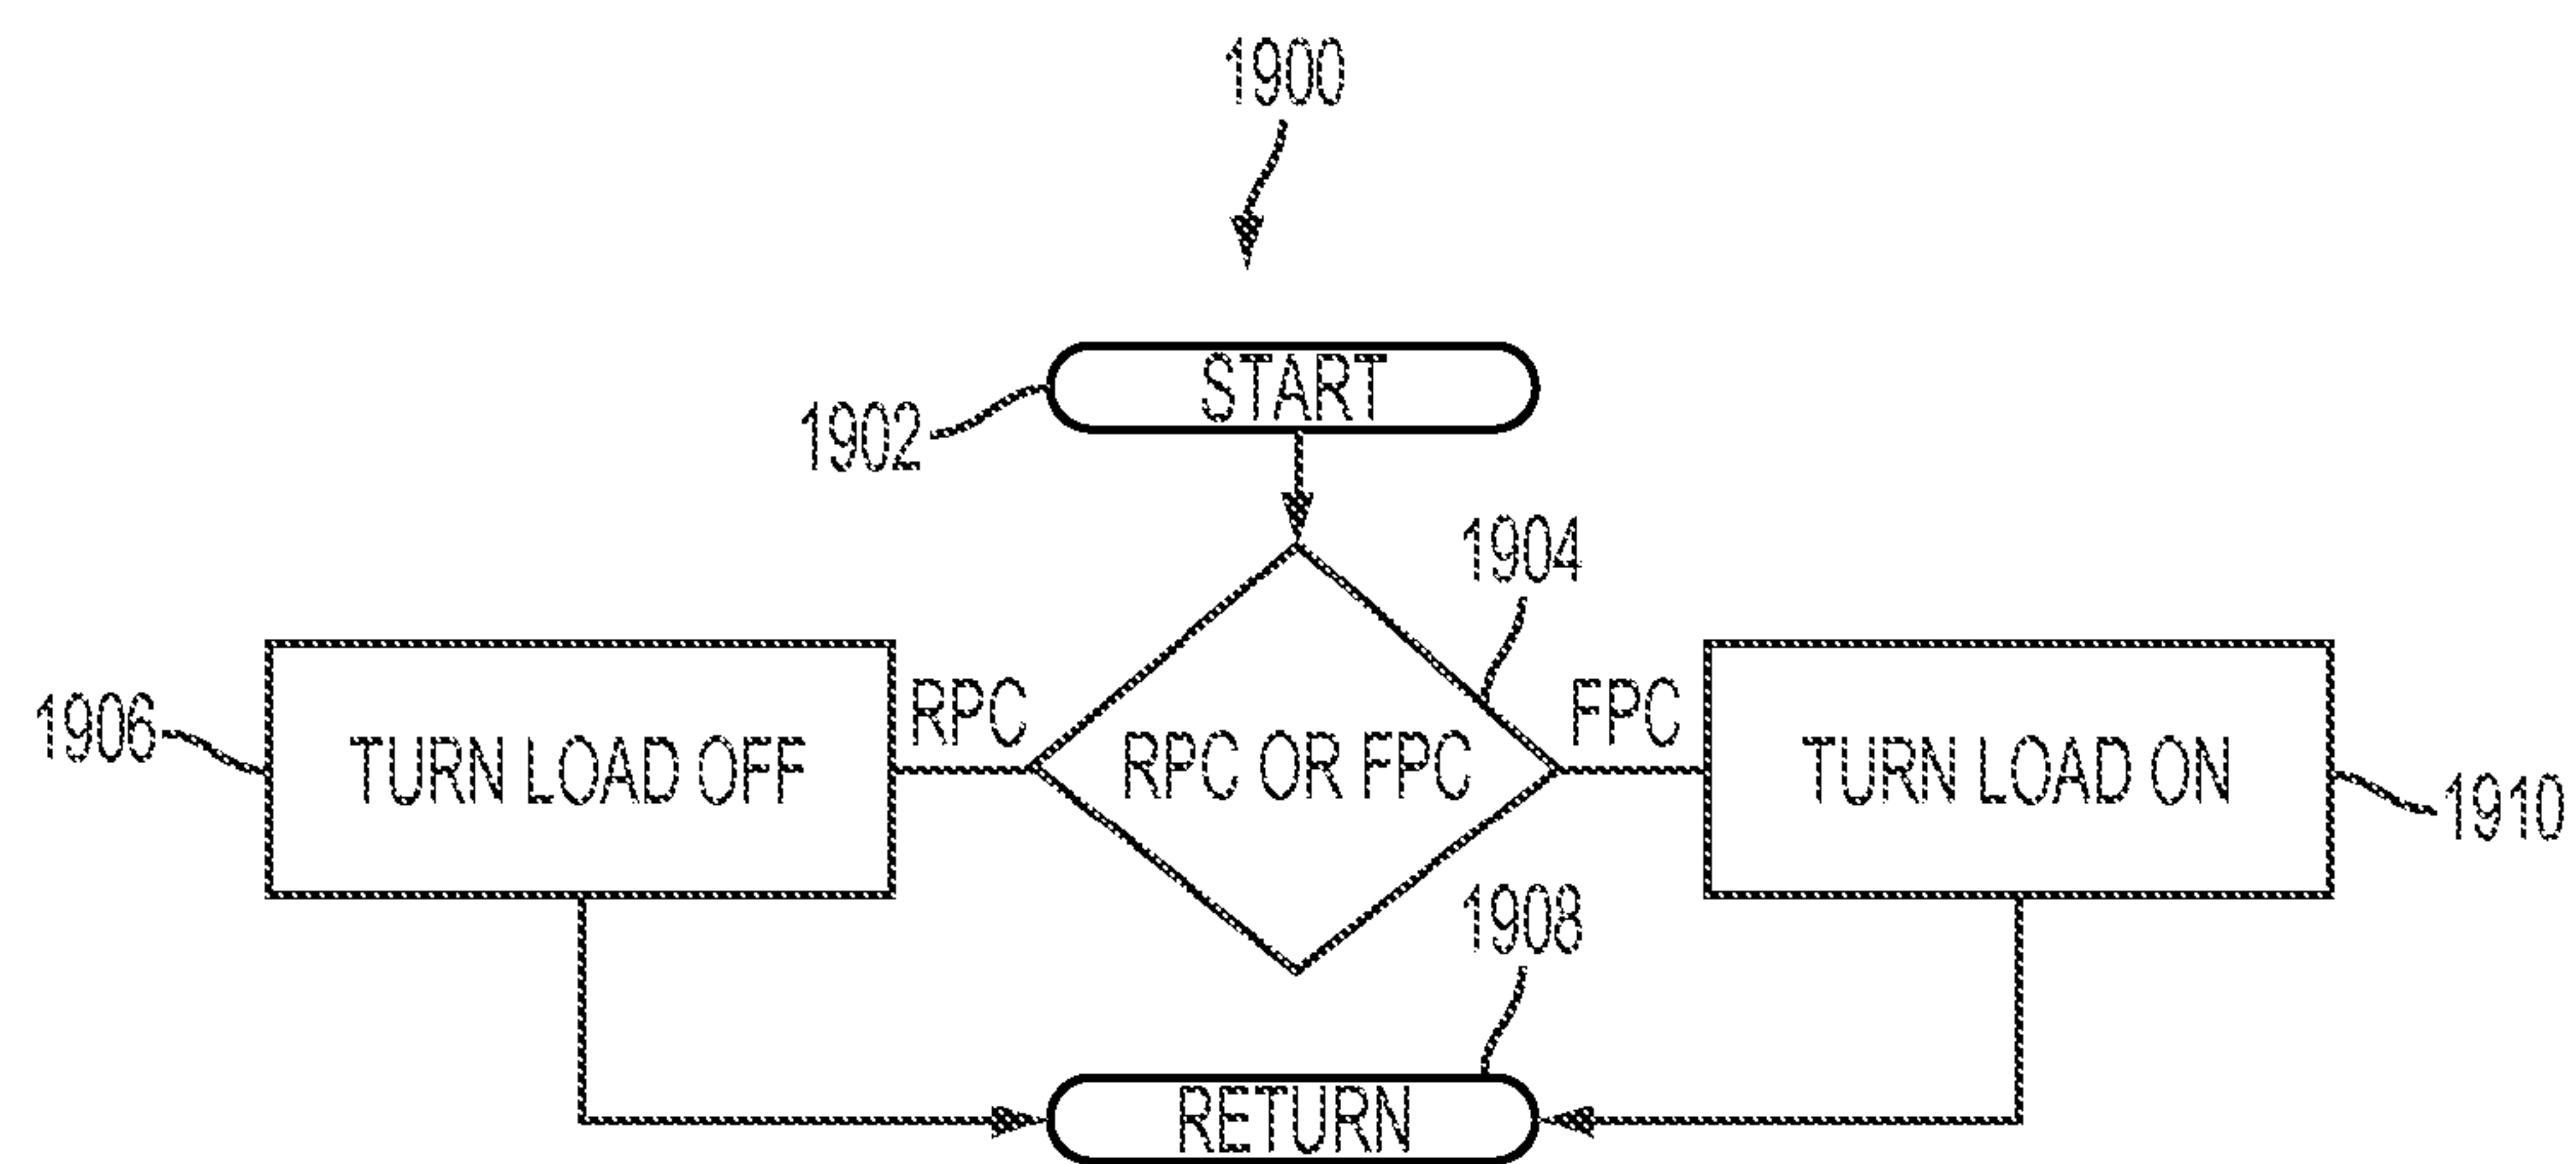 1900
START
1902
1904
RPC
FPC
1906
TURN LOAD OFF
RPC OR FPC
TURN LOAD ON
1910
1908
RETURN